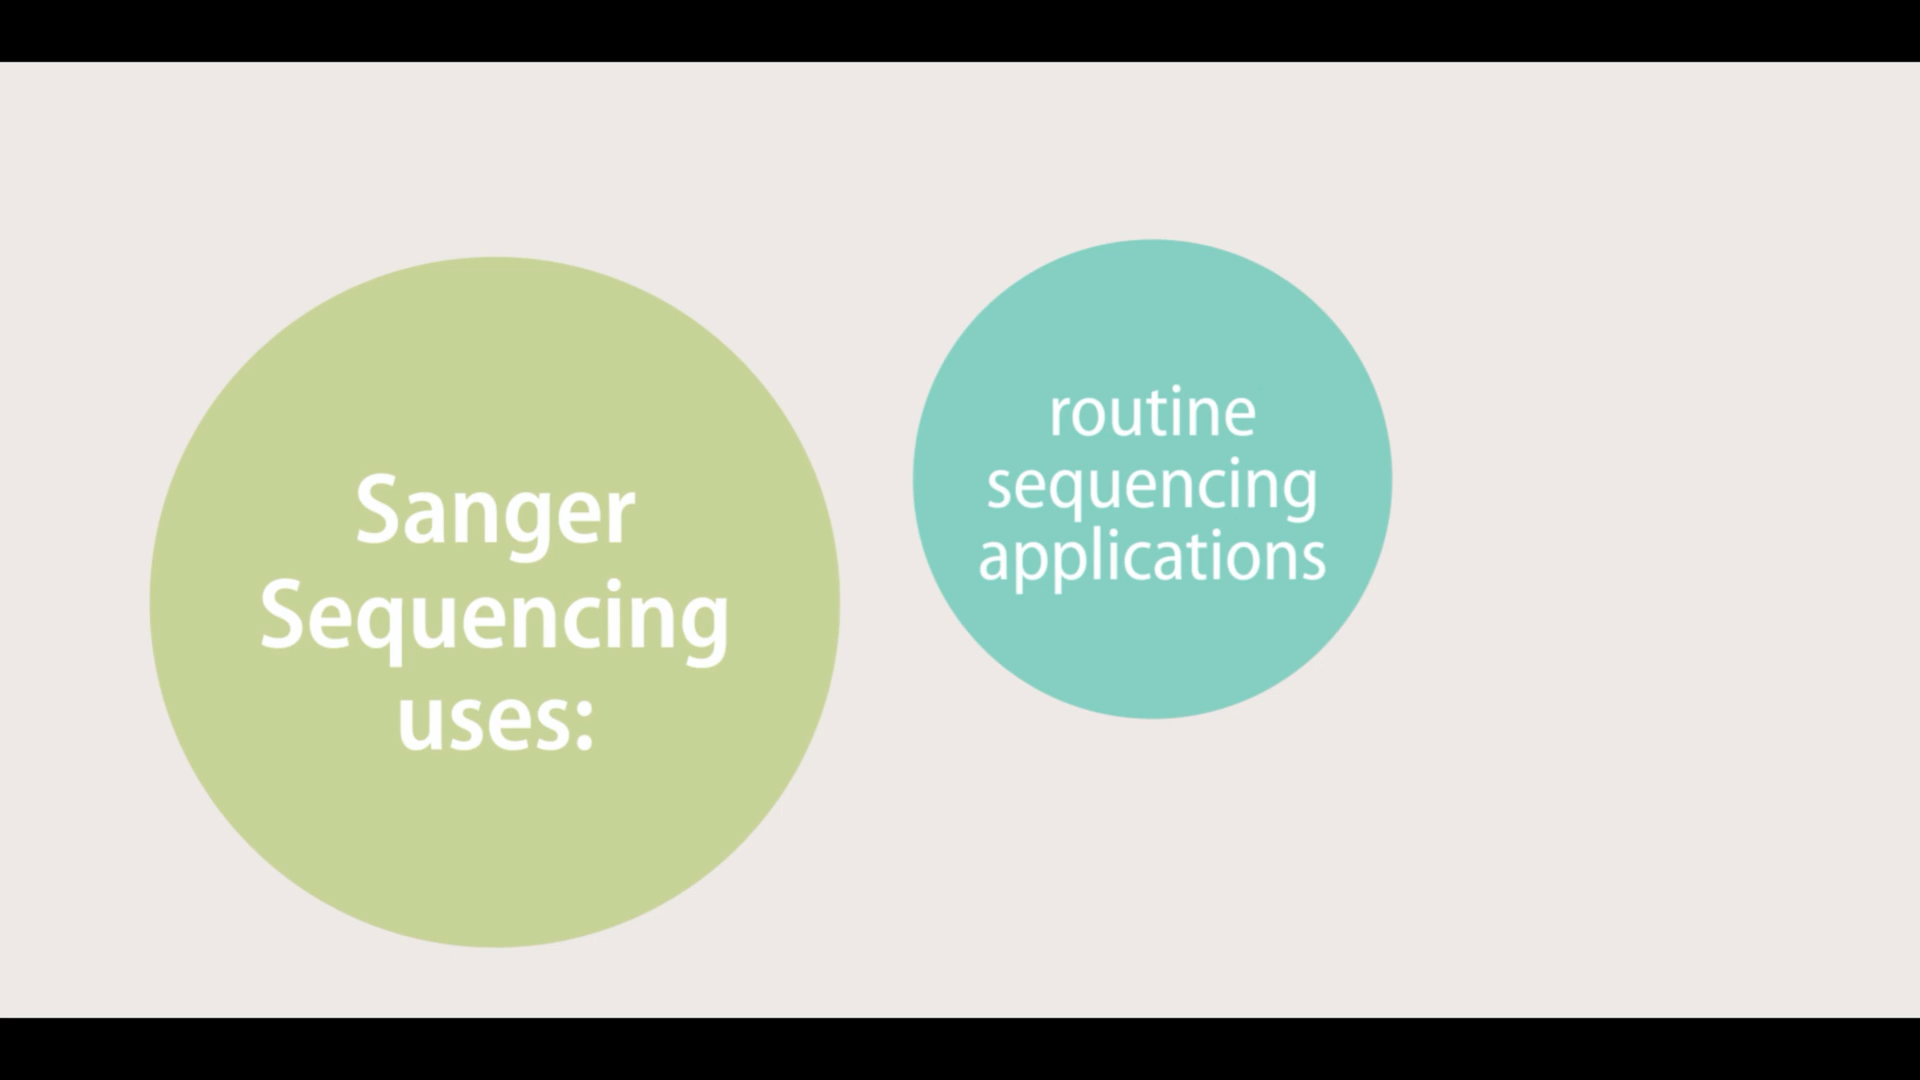 Sanger
Sequencing
uses:
routine
sequencing
applications